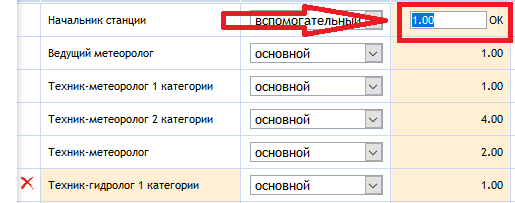 Начальник станции вспомогательный 1.00 OK
Ведущий метеоролог основной 1.00
Техник-метеоролог 1 категории основной 1.00
Техник-метеоролог 2 категории основной 4.00
Техник-метеоролог основной 2.00
Техник-гидролог 1 категории основной 1.00